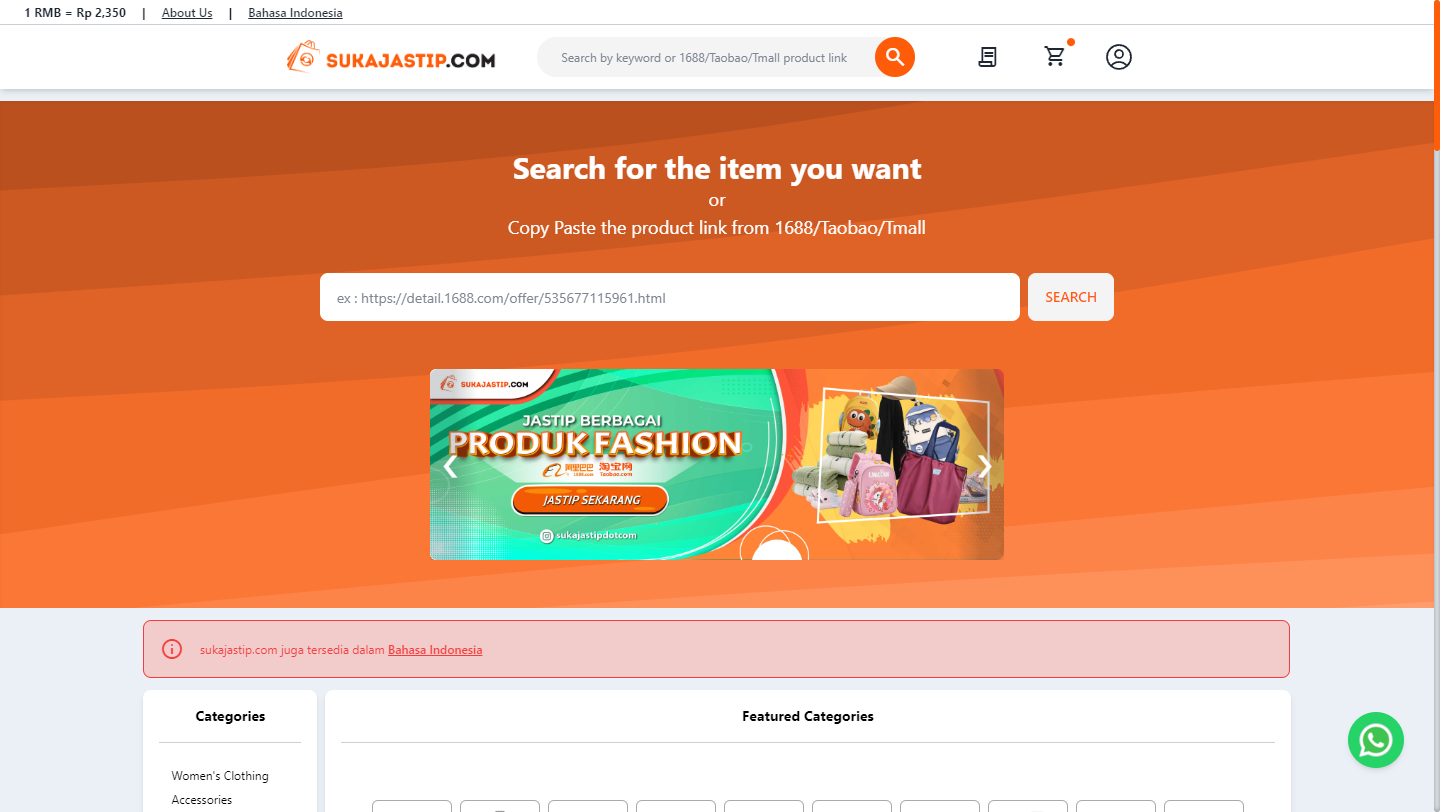 1 RMB = Rp 2,350 | About Us | Bahasa Indonesia
SUKAJASTIP.COM
Search by keyword or 1688/Taobao/Tmall product link
Search for the item you want
or
Copy Paste the product link from 1688/Taobao/Tmall
ex : https://detail.1688.com/offer/535677115961.html
SEARCH
SUKAJASTIP.COM
JASTIP BERBAGAI
PRODUK FASHION
阿里巴巴 淘宝网
1688.com Taobao.com
JASTIP SEKARANG
sukajastipdotcom
sukajastip.com juga tersedia dalam Bahasa Indonesia
Categories
Featured Categories
Women's Clothing
Accessories